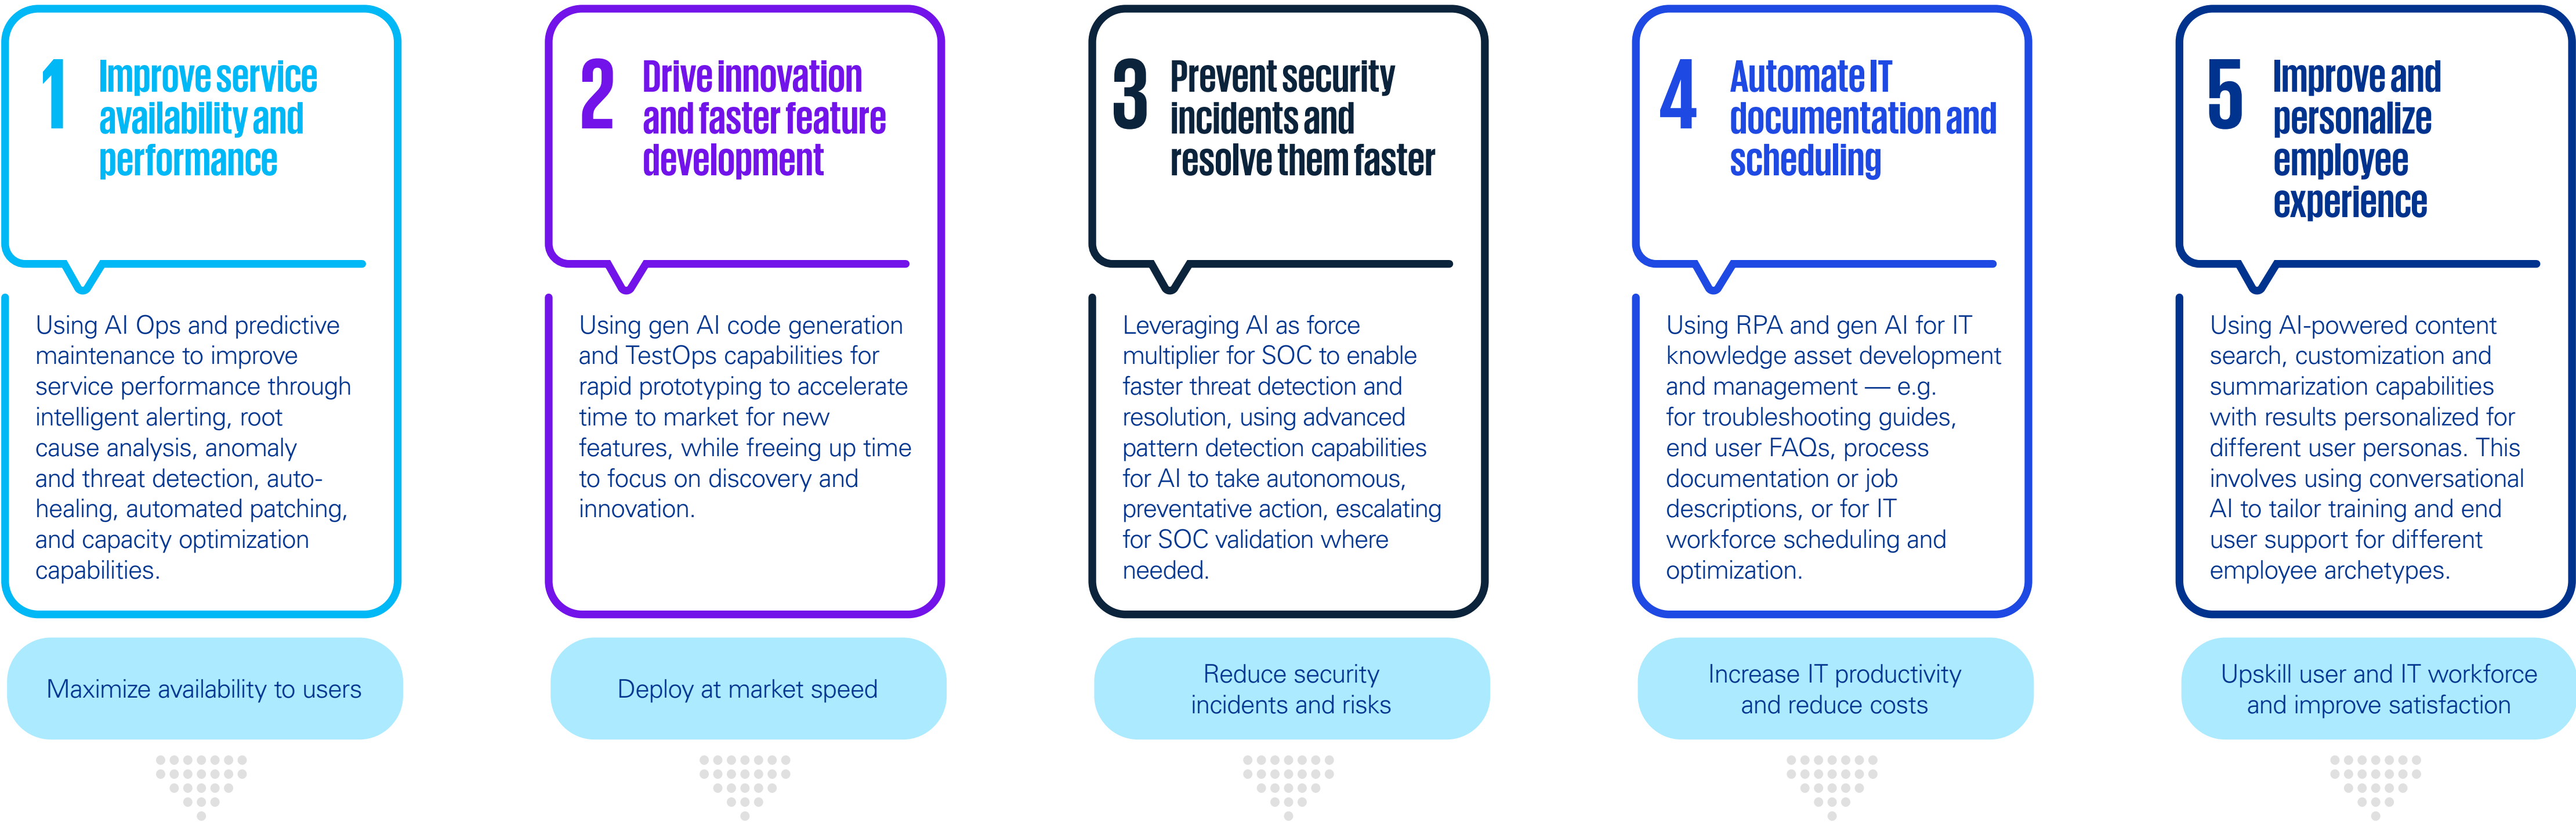 1
Improve service
availability and
performance
Using AI Ops and predictive
maintenance to improve
service performance through
intelligent alerting, root
cause analysis, anomaly
and threat detection, auto-
healing, automated patching,
and capacity optimization
capabilities.
Maximize availability to users
2
Drive innovation
and faster feature
development
Using gen AI code generation
and TestOps capabilities for
rapid prototyping to accelerate
time to market for new
features, while freeing up time
to focus on discovery and
innovation.
Deploy at market speed
3
Prevent security
incidents and
resolve them faster
Leveraging AI as force
multiplier for SOC to enable
faster threat detection and
resolution, using advanced
pattern detection capabilities
for AI to take autonomous,
preventative action, escalating
for SOC validation where
needed.
Reduce security
incidents and risks
4
Automate IT
documentation and
scheduling
Using RPA and gen AI for IT
knowledge asset development
and management — e.g.
for troubleshooting guides,
end user FAQs, process
documentation or job
descriptions, or for IT
workforce scheduling and
optimization.
Increase IT productivity
and reduce costs
5
Improve and
personalize
employee
experience
Using AI-powered content
search, customization and
summarization capabilities
with results personalized for
different user personas. This
involves using conversational
AI to tailor training and end
user support for different
employee archetypes.
Upskill user and IT workforce
and improve satisfaction